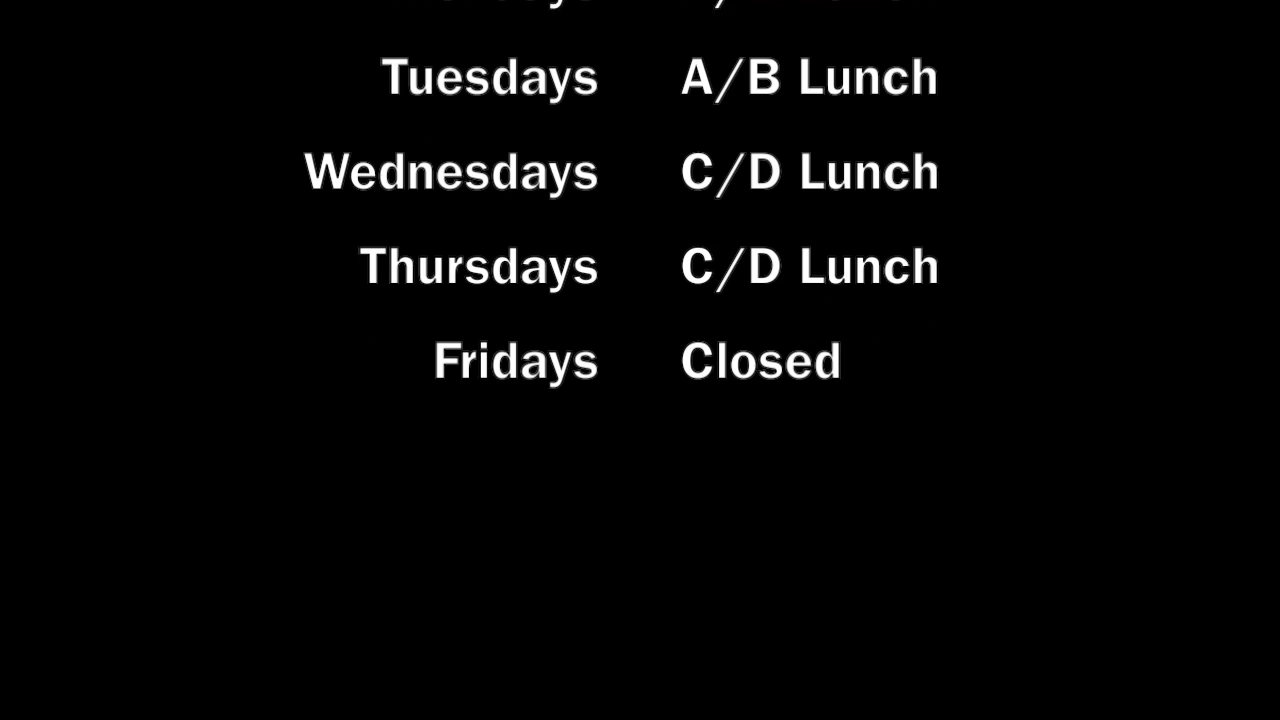 Tuesdays A/B Lunch
Wednesdays C/D Lunch
Thursdays C/D Lunch
Fridays Closed